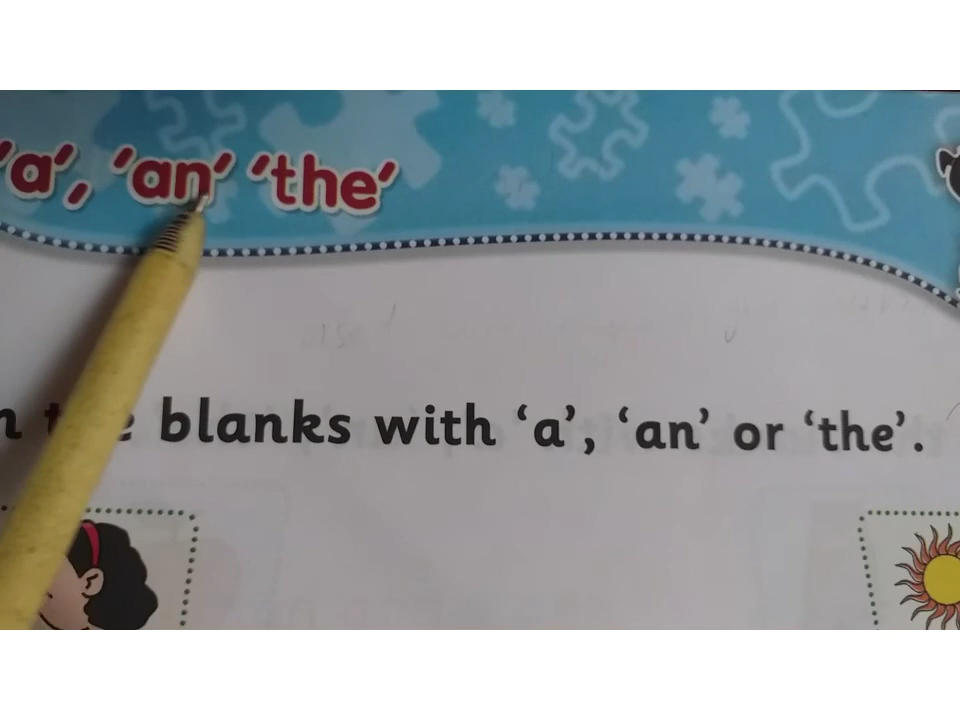 'a', 'an' 'the'
blanks with 'a', 'an' or 'the'.